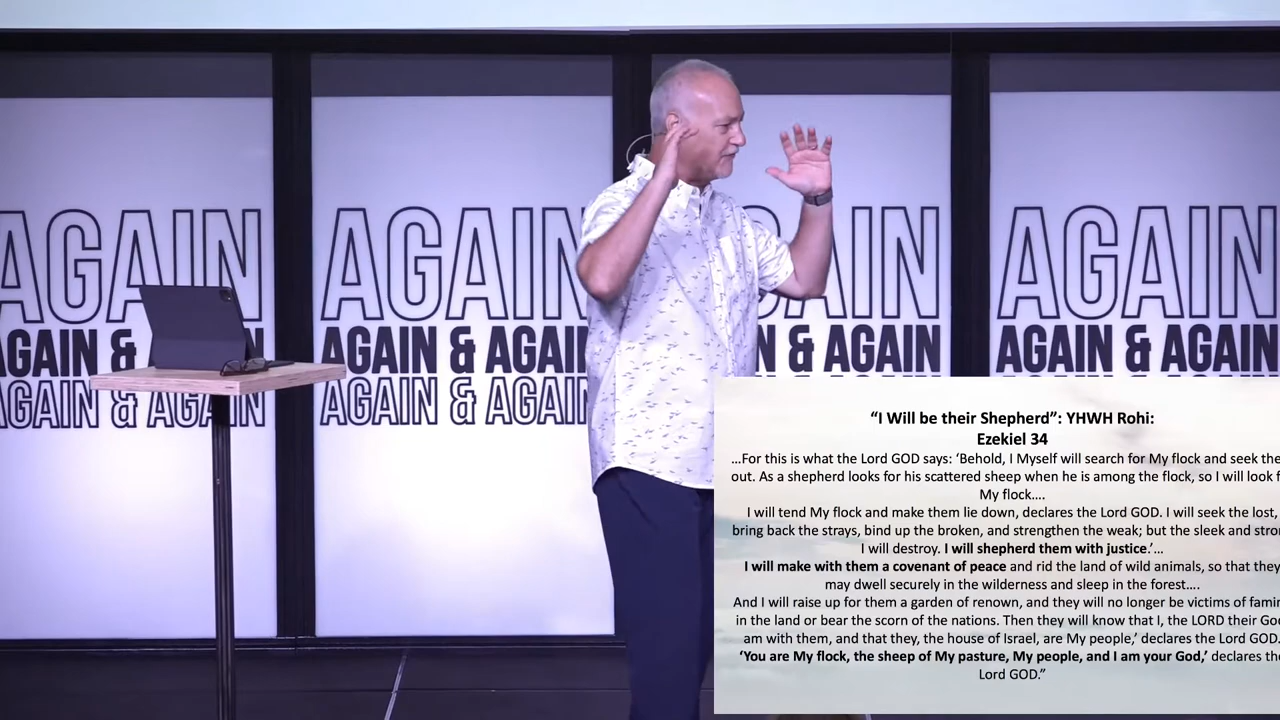 AGAIN AGAIN AGAIN AGAIN
AGAIN & AGAIN & AGAIN & AGAIN & AGAIN
AGAIN & AGAIN AGAIN & AGAIN
“I Will be their Shepherd”: YHWH Rohi:
Ezekiel 34
…For this is what the Lord GOD says: ‘Behold, I Myself will search for My flock and seek
out. As a shepherd looks for his scattered sheep when he is among the flock, so I will look
My flock….
I will tend My flock and make them lie down, declares the Lord GOD. I will seek the lost,
bring back the strays, bind up the broken, and strengthen the weak; but the sleek and
I will destroy. I will shepherd them with justice.’…
I will make with them a covenant of peace and rid the land of wild animals, so that they
may dwell securely in the wilderness and sleep in the forest….
And I will raise up for them a garden of renown, and they will no longer be victims of
in the land or bear the scorn of the nations. Then they will know that I, the LORD their
am with them, and that they, the house of Israel, are My people,’ declares the Lord GOD.
‘You are My flock, the sheep of My pasture, My people, and I am your God,’ declares
Lord GOD.”